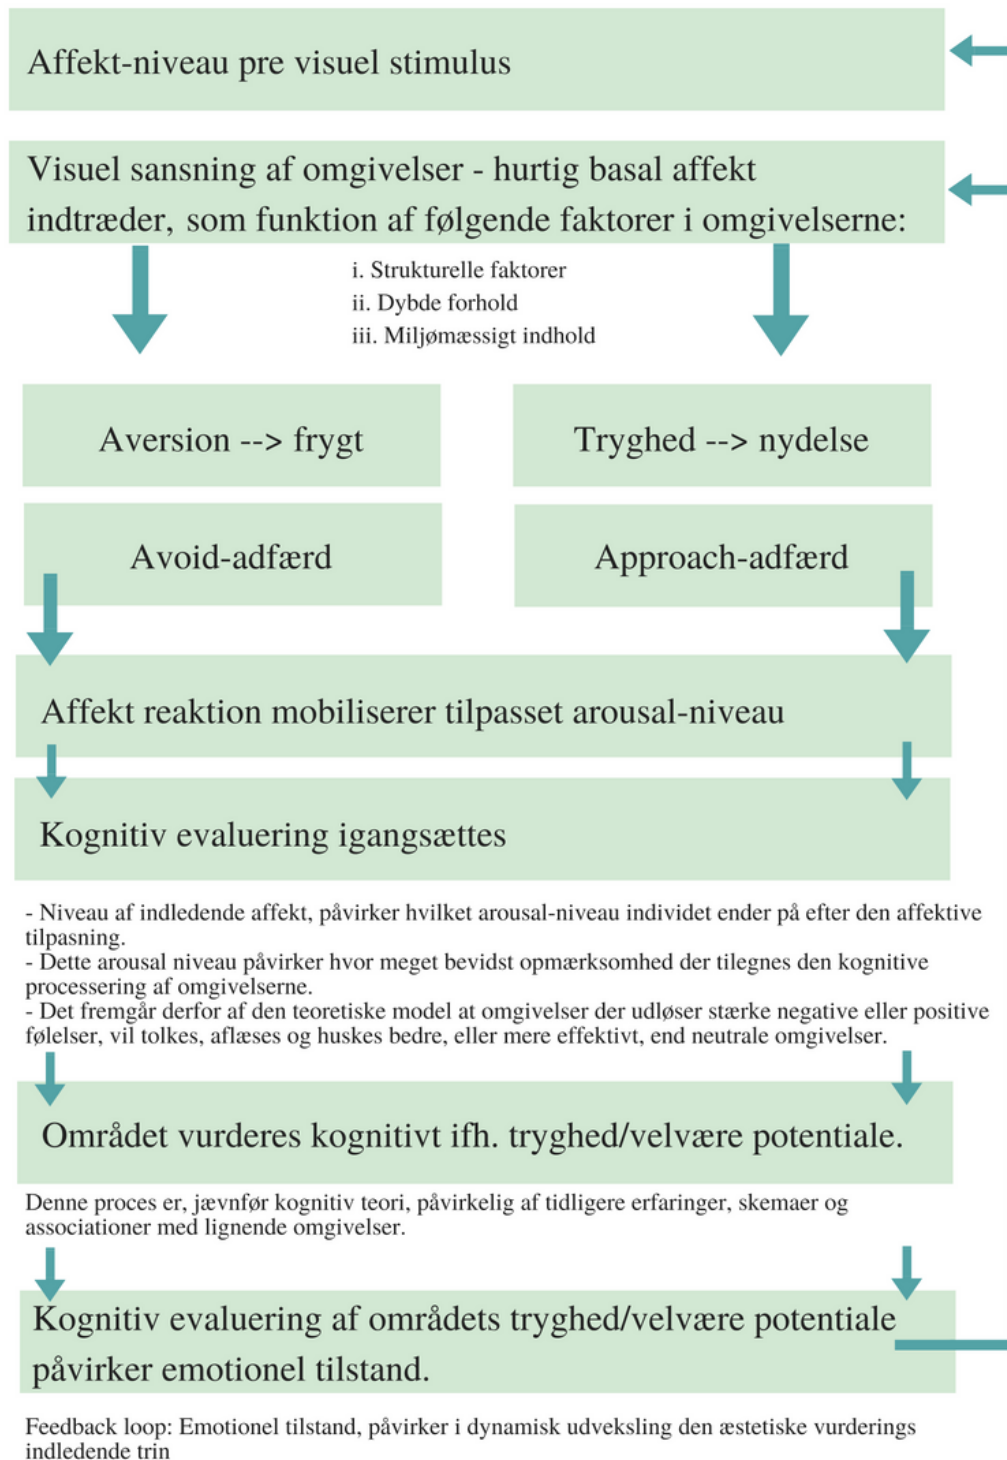 Affekt-niveau pre visuel stimulus
Visuel sansning af omgivelser - hurtig basal affekt
indtræder, som funktion af følgende faktorer i omgivelserne:
i. Strukturelle faktorer
ii. Dybde forhold
iii. Miljømæssigt indhold
Aversion --> frygt
Tryghed --> nydelse
Avoid-adfærd
Approach-adfærd
Affekt reaktion mobiliserer tilpasset arousal-niveau
Kognitiv evaluering igangsættes
- Niveau af indledende affekt, påvirker hvilket arousal-niveau individet ender på efter den affektive
tilpasning.
- Dette arousal niveau påvirker hvor meget bevidst opmærksomhed der tilegnes den kognitive
processering af omgivelserne.
- Det fremgår derfor af den teoretiske model at omgivelser der udløser stærke negative eller positive
følelser, vil tolkes, aflæses og huskes bedre, eller mere effektivt, end neutrale omgivelser.
Området vurderes kognitivt ifh. tryghed/velvære potentiale.
Denne proces er, jævnfør kognitiv teori, påvirkelig af tidligere erfaringer, skemaer og
associationer med lignende omgivelser.
Kognitiv evaluering af områdets tryghed/velvære potentiale
påvirker emotionel tilstand.
Feedback loop: Emotionel tilstand, påvirker i dynamisk udveksling den æstetiske vurderings
indledende trin